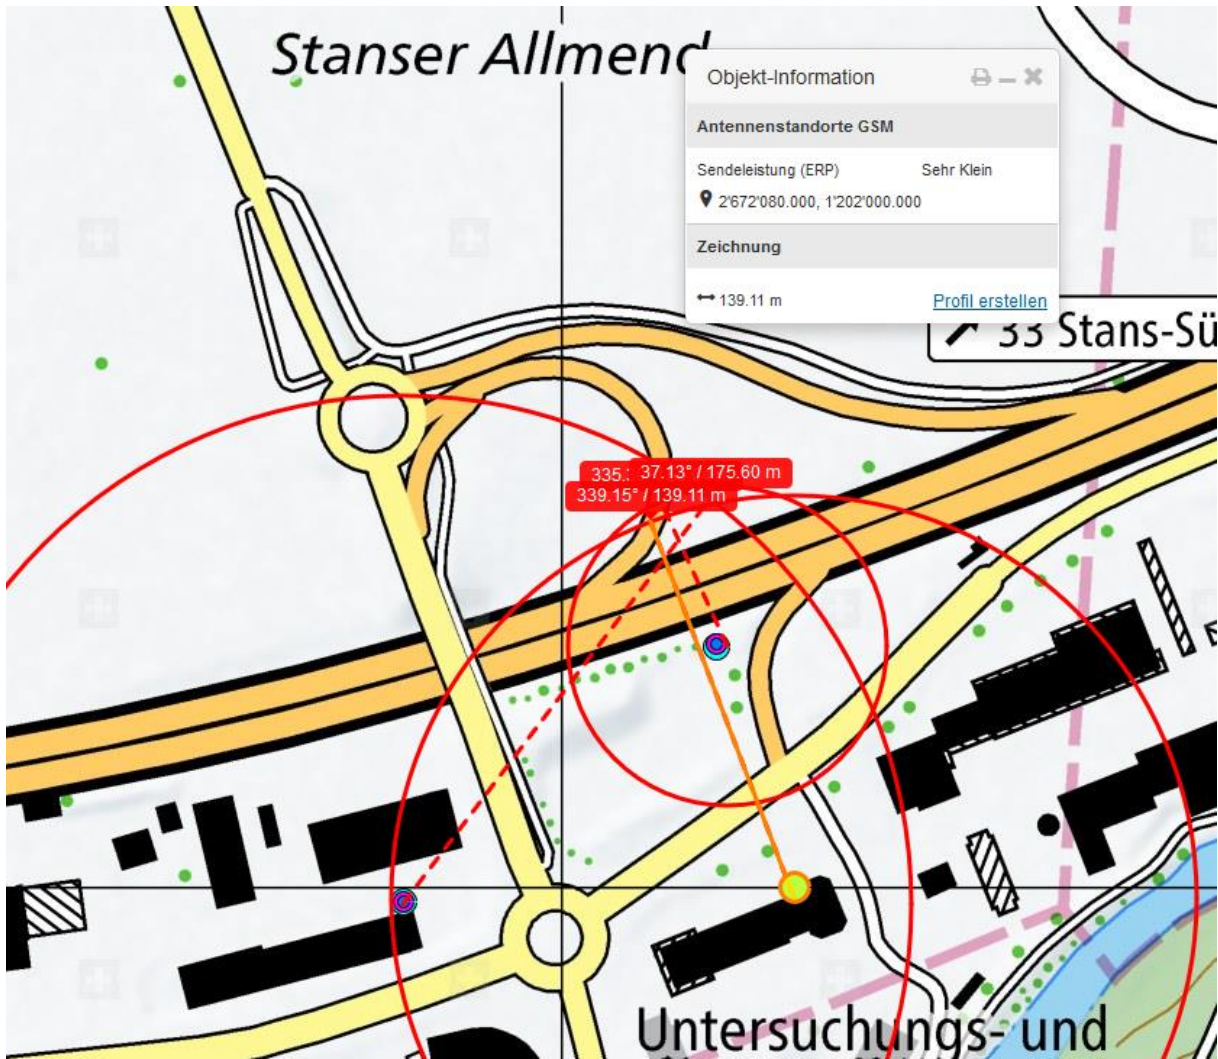 Stanser Allmend
Objekt-Information
Antennenstandorte GSM
Sendeleistung (ERP) Sehr Klein
2'672'080.000, 1'202'000.000
Zeichnung
139.11 m Profil erstellen
33 Stans-Sü
335.
37.13° / 175.60 m
339.15° / 139.11 m
Untersuchungs- und